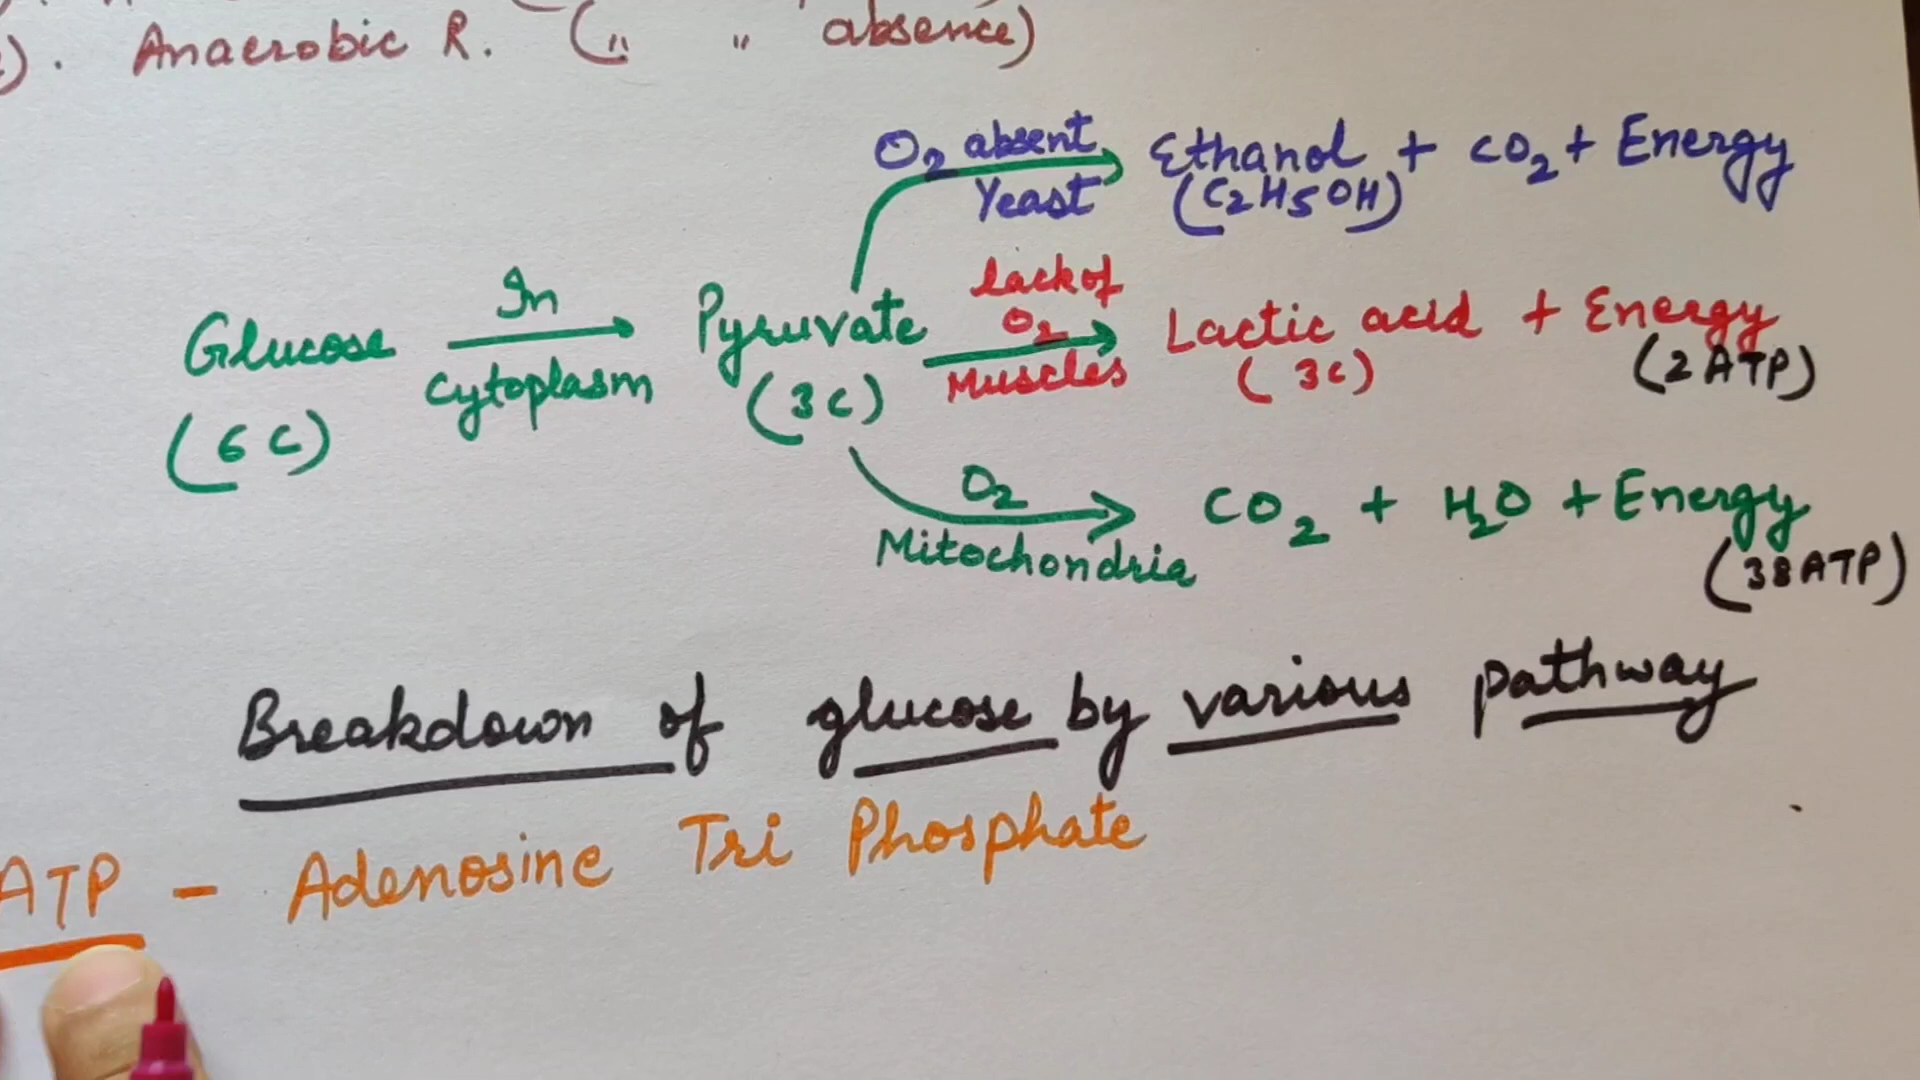 ). Anaerobic R. (" " absence)
O2 absent Ethanol + CO2 + Energy
Yeast (C2H5OH)
Glucose In Pyruvate lack of O2 Lactic acid + Energy
(6C) Cytoplasm (3C) Muscles (3C) (2 ATP)
O2 CO2 + H2O + Energy
Mitochondria (38 ATP)
Breakdown of glucose by various pathway
ATP - Adenosine Tri Phosphate